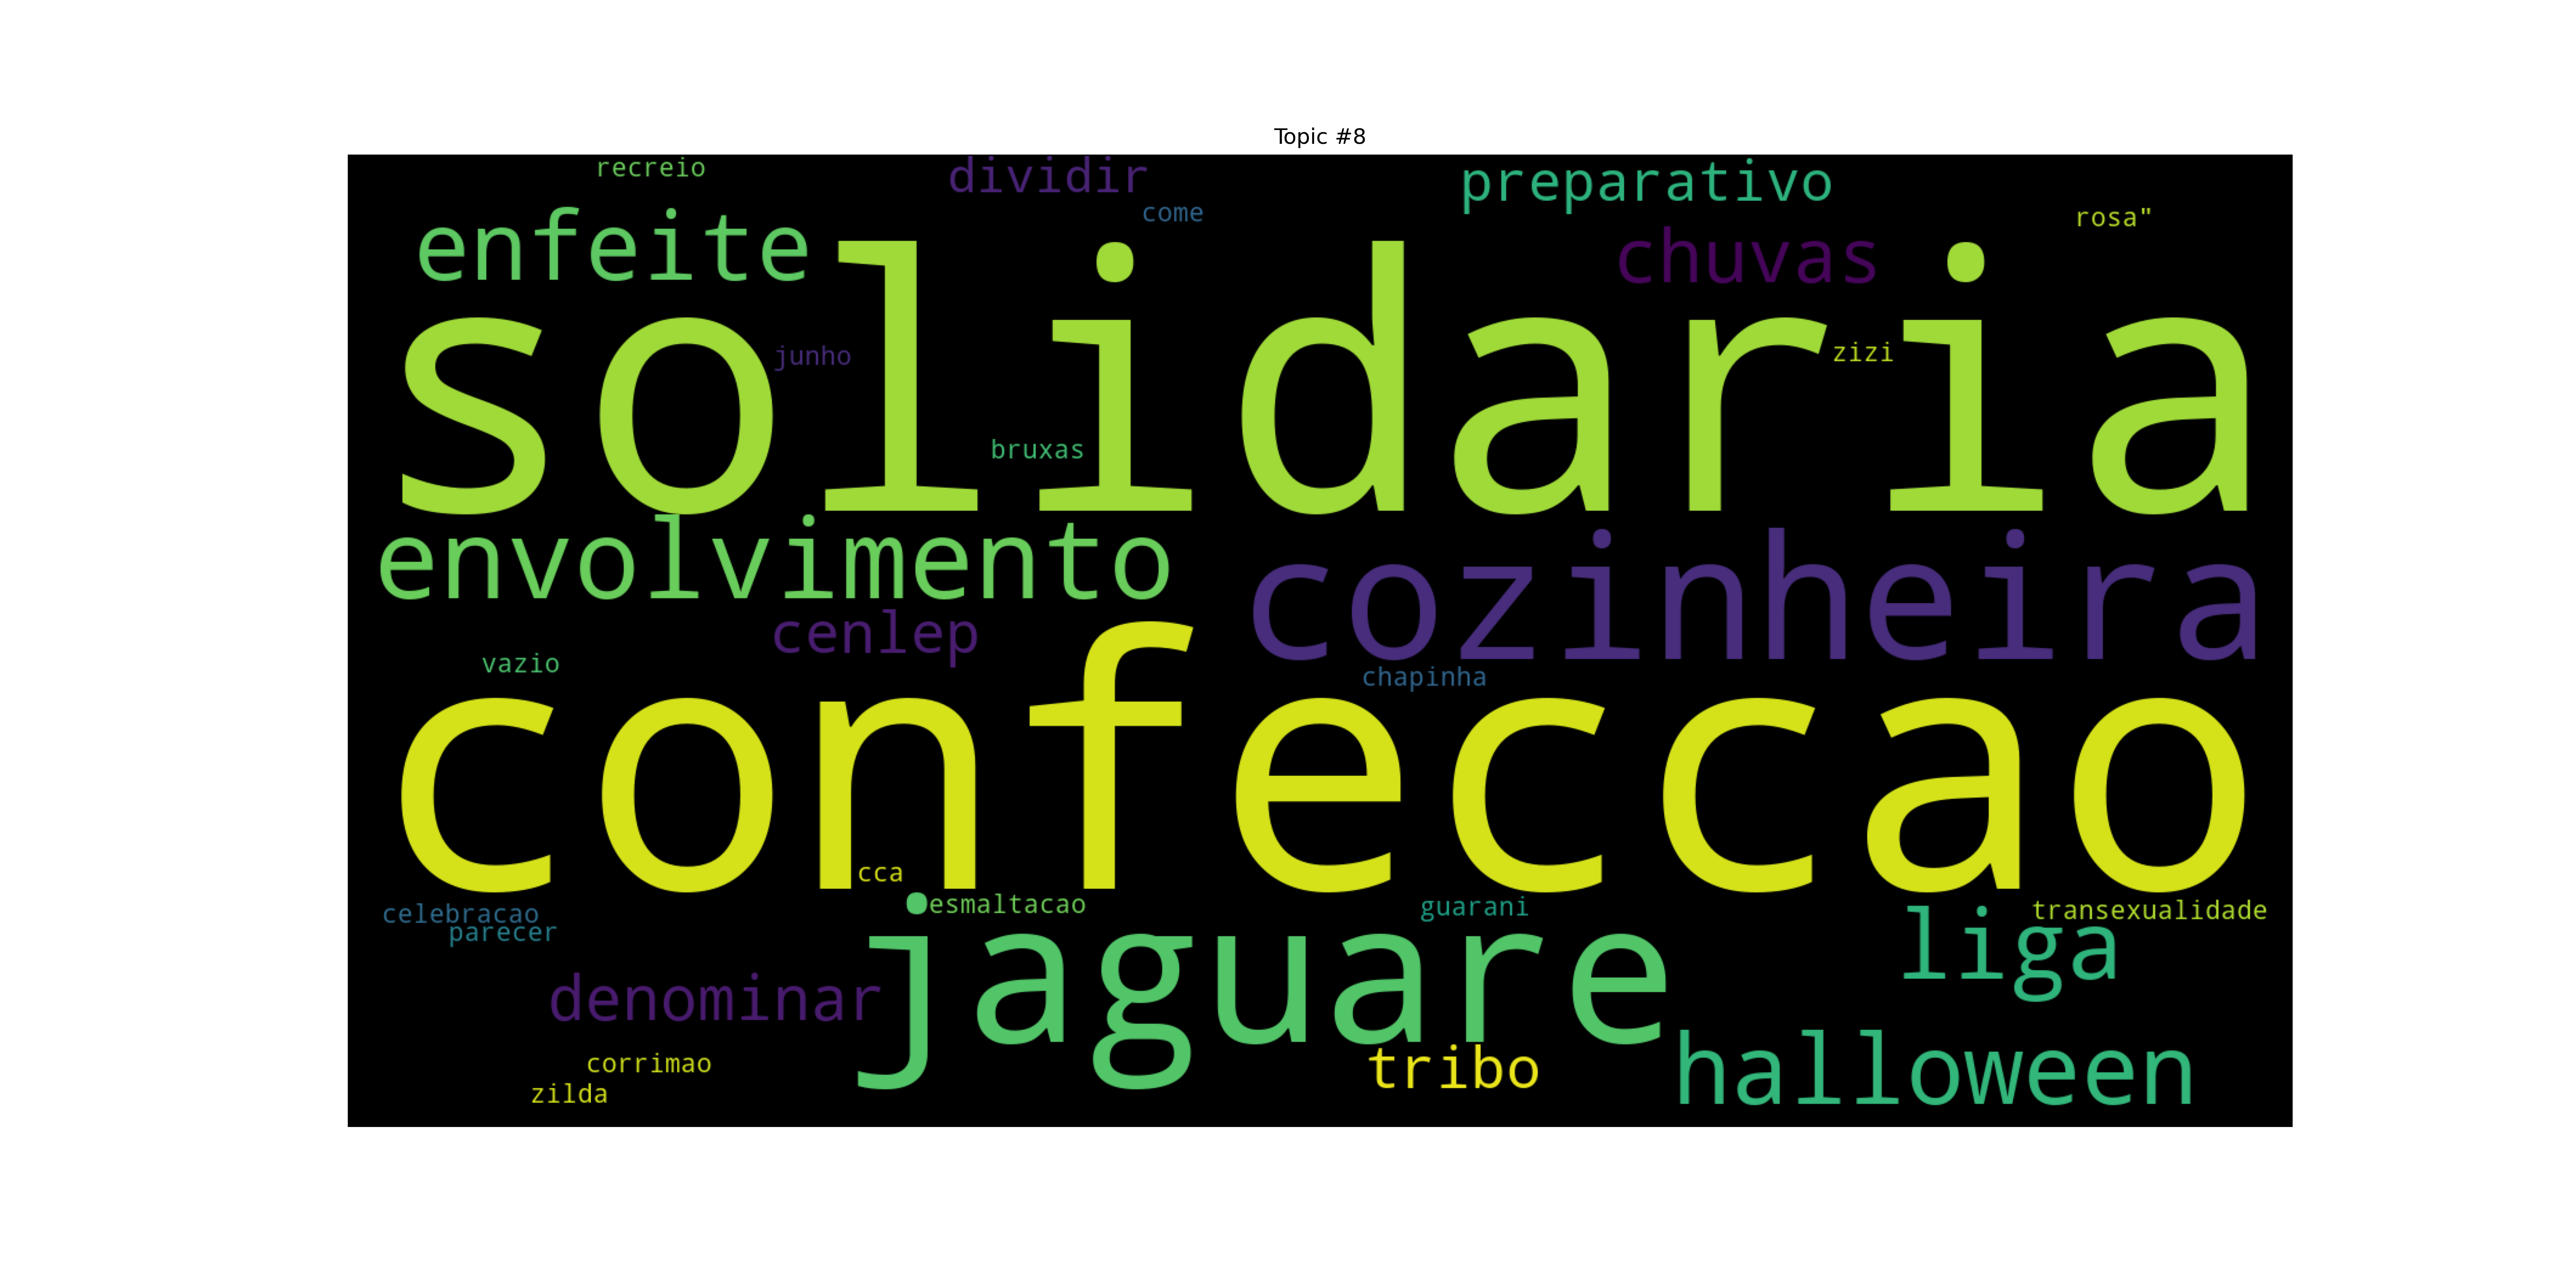 Topic #8
recreio
dividir
preparativo
come
rosa"
enfeite
chuvas
solidaria
junho
zizi
bruxas
envolvimento
cozinheira
cenlep
vazio
chapinha
confeccao
cca
esmaltacao
guarani
celebracao
transexualidade
parecer
liga
jaguare
denominar
tribo
halloween
corrimao
zilda